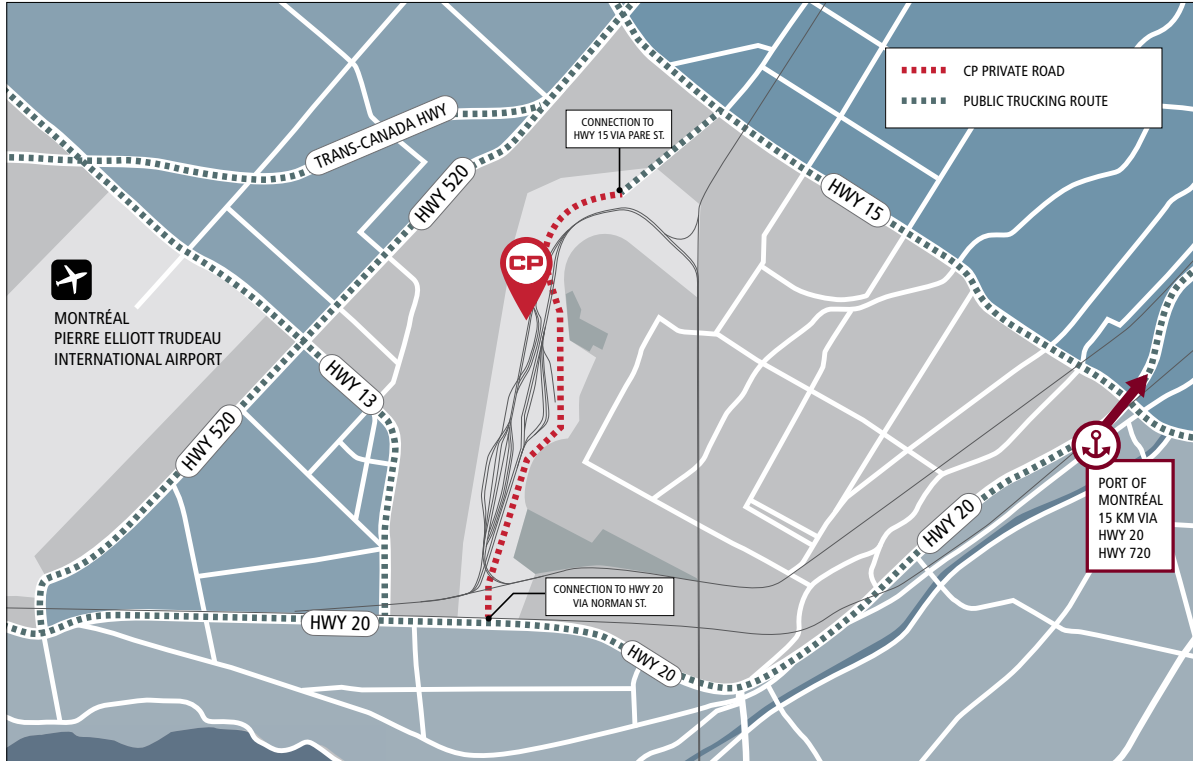 CP PRIVATE ROAD
PUBLIC TRUCKING ROUTE
CONNECTION TO
HWY 15 VIA PARE ST.
TRANS-CANADA HWY
HWY 520
HWY 15
CP
MONTRÉAL
PIERRE ELLIOTT TRUDEAU
INTERNATIONAL AIRPORT
HWY 13
HWY 520
PORT OF
MONTRÉAL
15 KM VIA
HWY 20
HWY 720
HWY 20
CONNECTION TO HWY 20
VIA NORMAN ST.
HWY 20
HWY 20